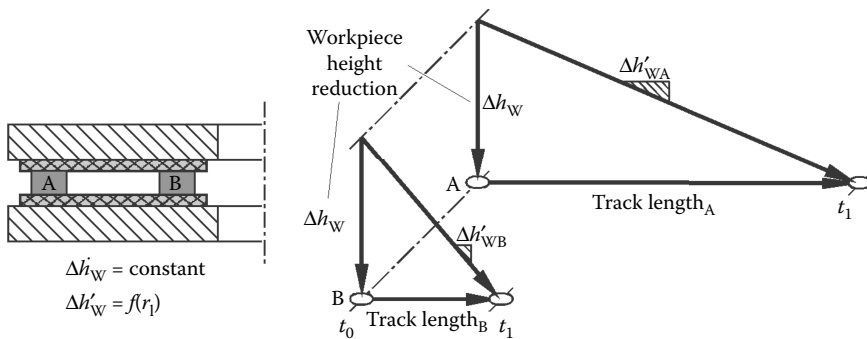 Workpiece
height
reduction
Δh′WA
ΔhW
A
B
A
t1
Track lengthA
ΔhW
Δh′WB
ΔḣW = constant
Δh′W = f(rl)
B
t0
Track lengthB
t1